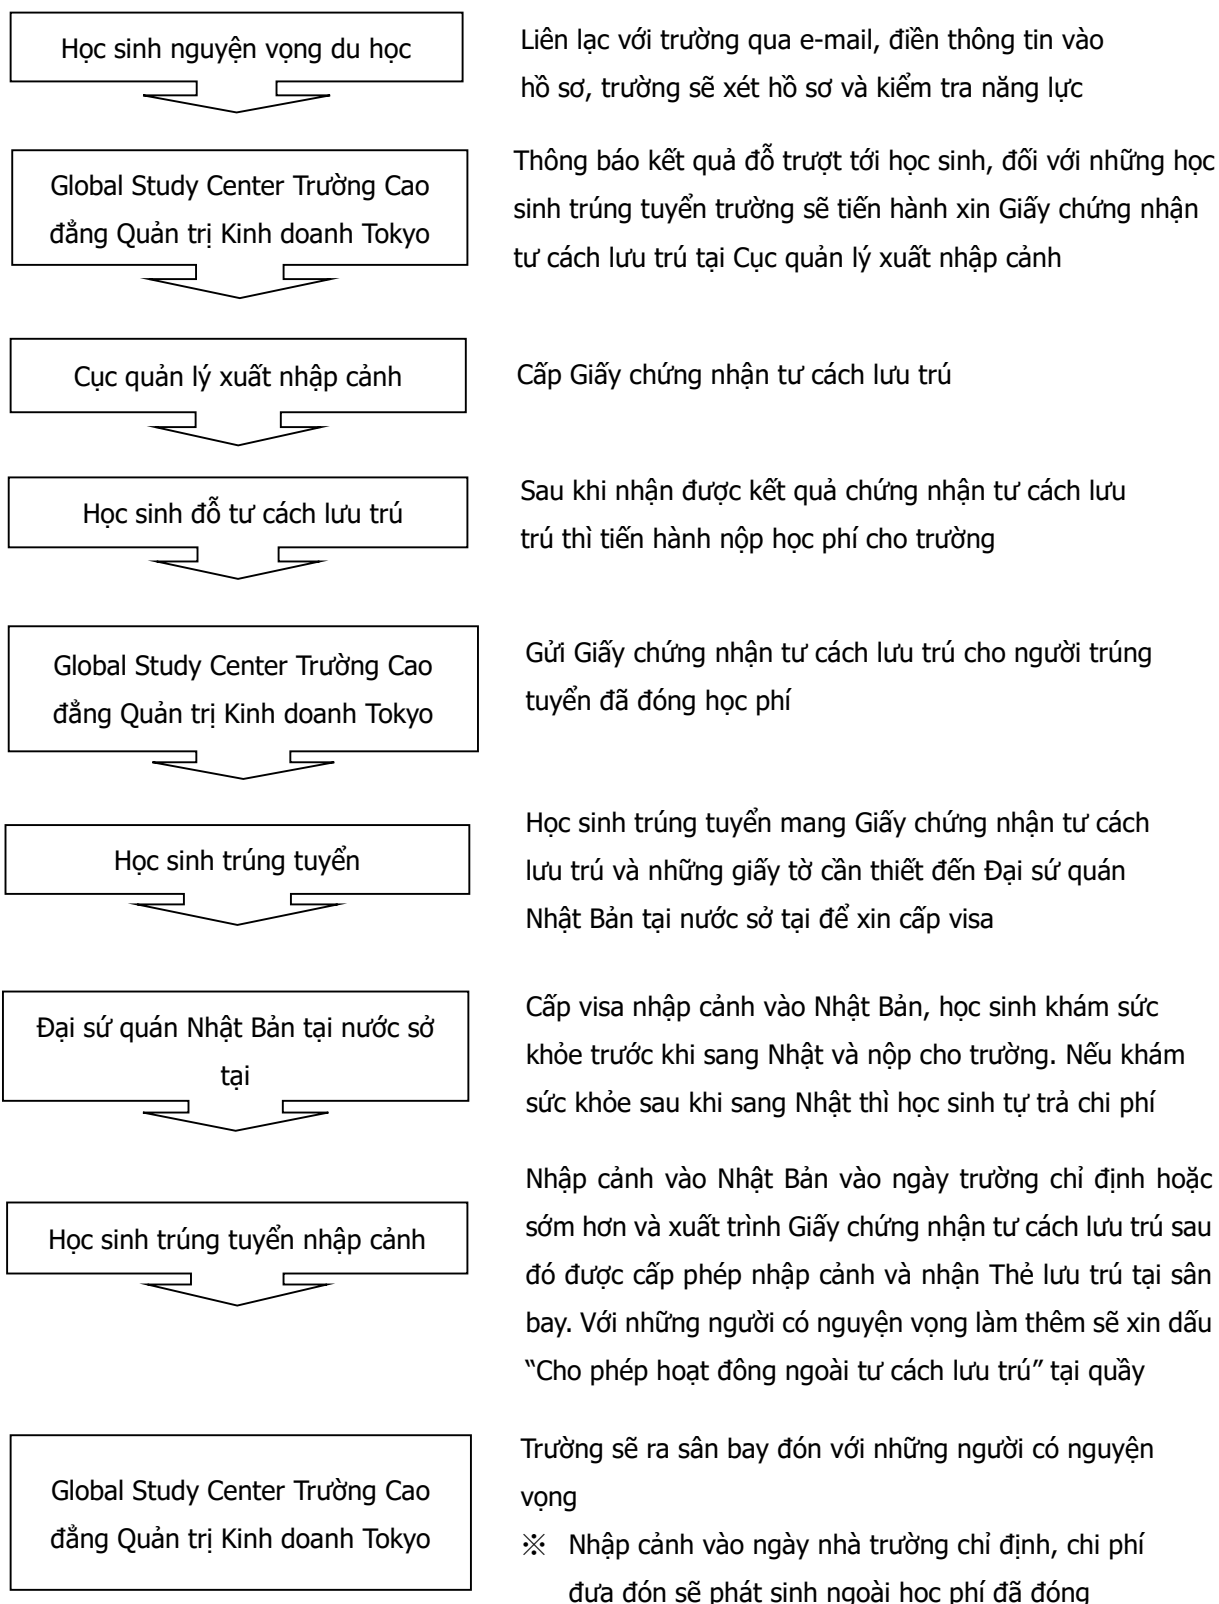 Học sinh nguyện vọng du học
Liên lạc với trường qua e-mail, điền thông tin vào
hồ sơ, trường sẽ xét hồ sơ và kiểm tra năng lực
Global Study Center Trường Cao
đẳng Quản trị Kinh doanh Tokyo
Thông báo kết quả đỗ trượt tới học sinh, đối với những học
sinh trúng tuyển trường sẽ tiến hành xin Giấy chứng nhận
tư cách lưu trú tại Cục quản lý xuất nhập cảnh
Cục quản lý xuất nhập cảnh
Cấp Giấy chứng nhận tư cách lưu trú
Học sinh đỗ tư cách lưu trú
Sau khi nhận được kết quả chứng nhận tư cách lưu
trú thì tiến hành nộp học phí cho trường
Global Study Center Trường Cao
đẳng Quản trị Kinh doanh Tokyo
Gửi Giấy chứng nhận tư cách lưu trú cho người trúng
tuyển đã đóng học phí
Học sinh trúng tuyển
Học sinh trúng tuyển mang Giấy chứng nhận tư cách
lưu trú và những giấy tờ cần thiết đến Đại sứ quán
Nhật Bản tại nước sở tại để xin cấp visa
Đại sứ quán Nhật Bản tại nước sở
tại
Cấp visa nhập cảnh vào Nhật Bản, học sinh khám sức
khỏe trước khi sang Nhật và nộp cho trường. Nếu khám
sức khỏe sau khi sang Nhật thì học sinh tự trả chi phí
Học sinh trúng tuyển nhập cảnh
Nhập cảnh vào Nhật Bản vào ngày trường chỉ định hoặc
sớm hơn và xuất trình Giấy chứng nhận tư cách lưu trú sau
đó được cấp phép nhập cảnh và nhận Thẻ lưu trú tại sân
bay. Với những người có nguyện vọng làm thêm sẽ xin dấu
“Cho phép hoạt đông ngoài tư cách lưu trú” tại quầy
Global Study Center Trường Cao
đẳng Quản trị Kinh doanh Tokyo
Trường sẽ ra sân bay đón với những người có nguyện
vọng
※ Nhập cảnh vào ngày nhà trường chỉ định, chi phí
đưa đón sẽ phát sinh ngoài học phí đã đóng